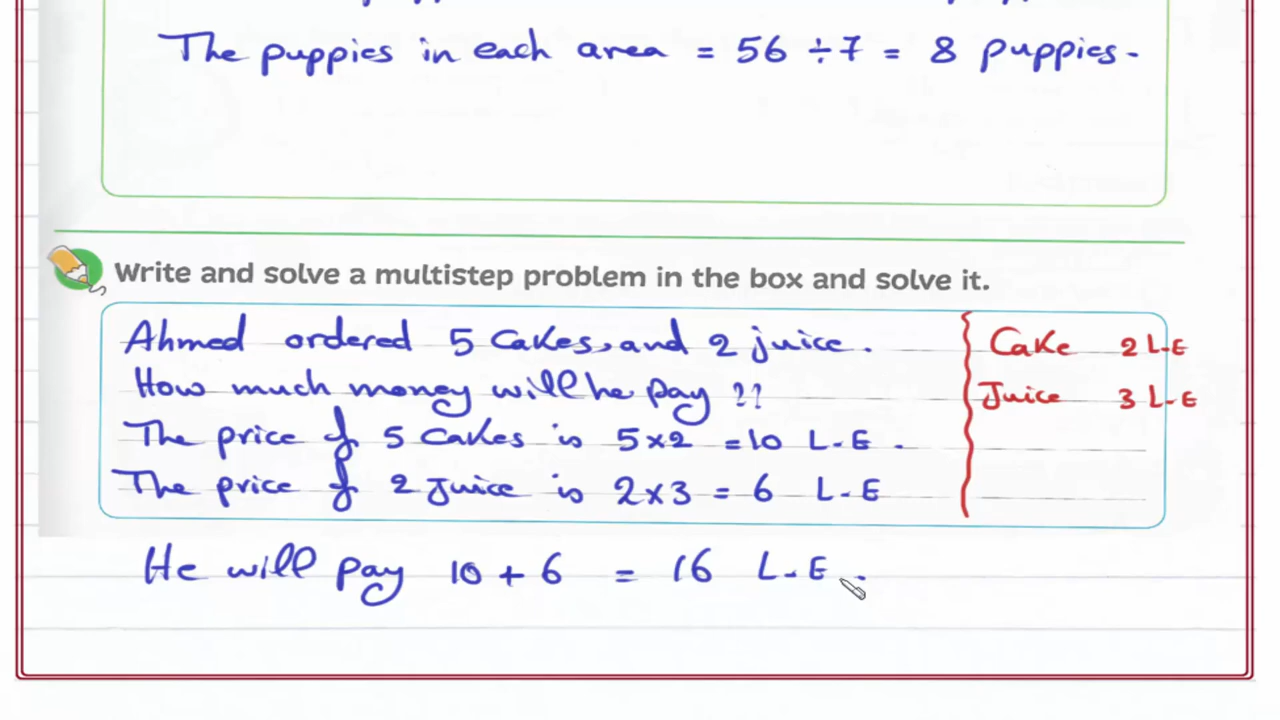 The puppies in each area = 56 ÷ 7 = 8 puppies.
Write and solve a multistep problem in the box and solve it.
Ahmed ordered 5 Cakes, and 2 juice.
How much money will he pay ??
The price of 5 Cakes is 5x2 = 10 L.E.
The price of 2 Juice is 2x3 = 6 L.E
Cake 2 L.E
Juice 3 L.E
He will pay 10 + 6 = 16 L.E.